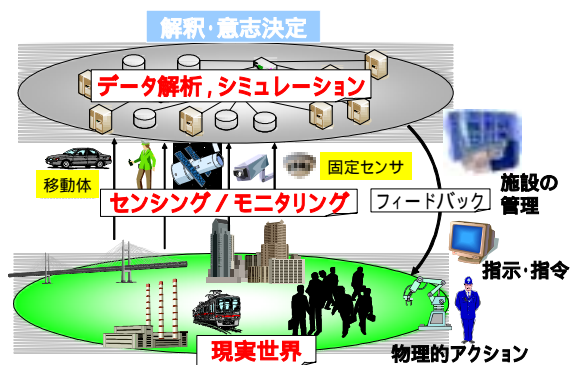 解釈・意志決定
データ解析，シミュレーション
移動体
固定センサ
センシング / モニタリング
フィードバック
施設の
管理
指示・指令
現実世界
物理的アクション